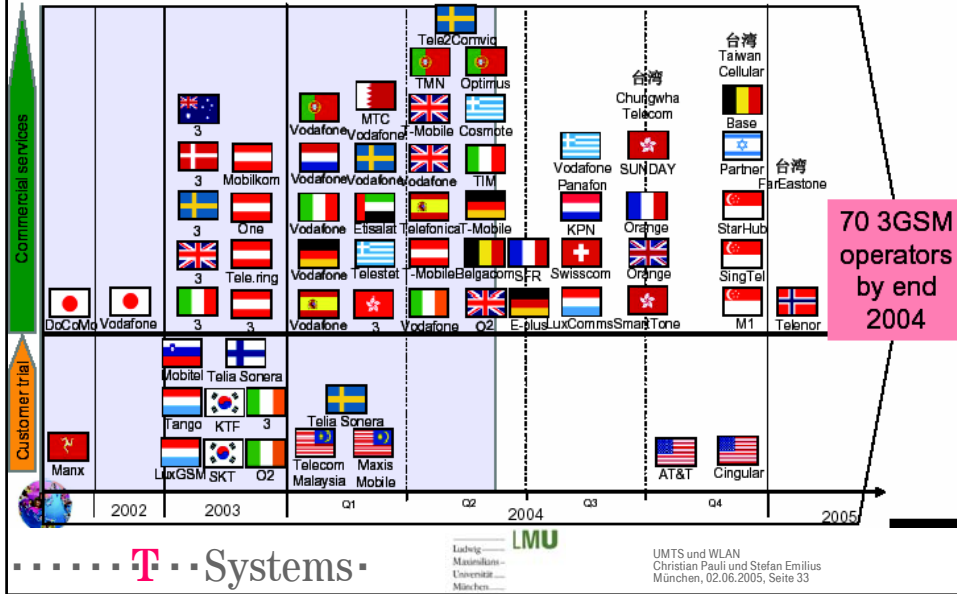 Commercial services
Customer trial
Tele2Comviq
TMN
Optimus
台湾
Taiwan
Cellular
台湾
Chungwha
Telecom
3
Vodafone
MTC
Vodafone
T-Mobile
Cosmote
Base
3
Mobilkom
Vodafone
Vodafone
Vodafone
TIM
Vodafone
Panafon
SUNDAY
Partner
台湾
FarEastone
3
One
Vodafone
Etisalat
Telefonica
T-Mobile
KPN
Orange
StarHub
3
Tele.ring
Vodafone
Telestet
T-Mobile
Belgacom
SFR
Swisscom
Orange
SingTel
DoCoMo
Vodafone
3
3
Vodafone
3
Vodafone
O2
E-plus
LuxComms
SmarTone
M1
Telenor
70 3GSM
operators
by end
2004
Mobitel
Telia Sonera
Tango
KTF
3
Telia Sonera
Manx
LuxGSM
SKT
O2
Telecom
Malaysia
Maxis
Mobile
AT&T
Cingular
2002
2003
Q1
Q2
2004
Q3
Q4
2005
T Systems
Ludwig
Maximilians
Universität
München
LMU
UMTS und WLAN
Christian Pauli und Stefan Emilius
München, 02.06.2005, Seite 33